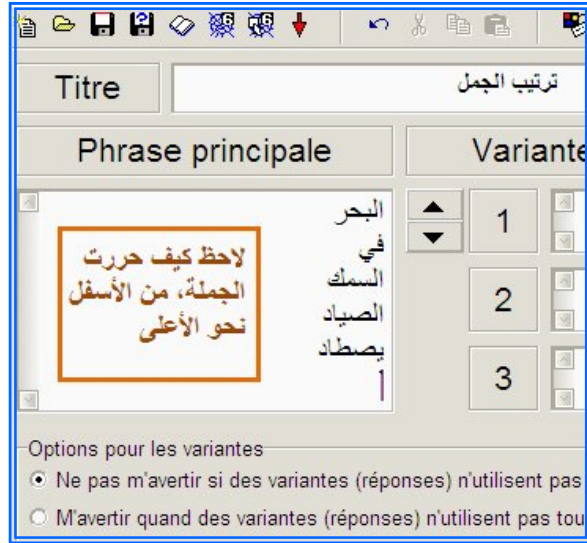 Titre
ترتيب الجمل
Phrase principale
Variante
البحر
في
السمك
الصياد
يصطاد
أ
لاحظ كيف حررت
الجملة، من الأسفل
نحو الأعلى
1
2
3
Options pour les variantes
Ne pas m'avertir si des variantes (réponses) n'utilisent pas
M'avertir quand des variantes (réponses) n'utilisent pas tou